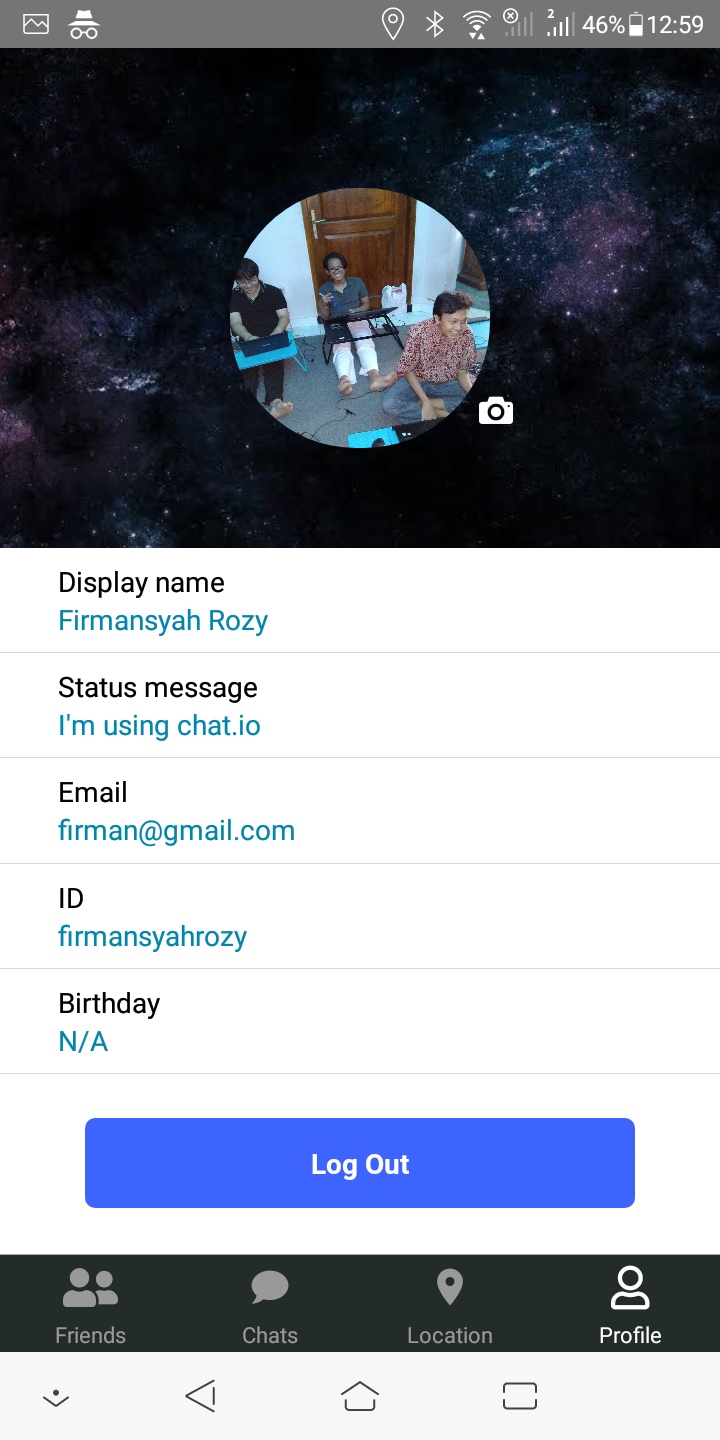 2 46% 12:59
Display name
Firmansyah Rozy
Status message
I'm using chat.io
Email
firman@gmail.com
ID
firmansyahrozy
Birthday
N/A
Log Out
Friends Chats Location Profile